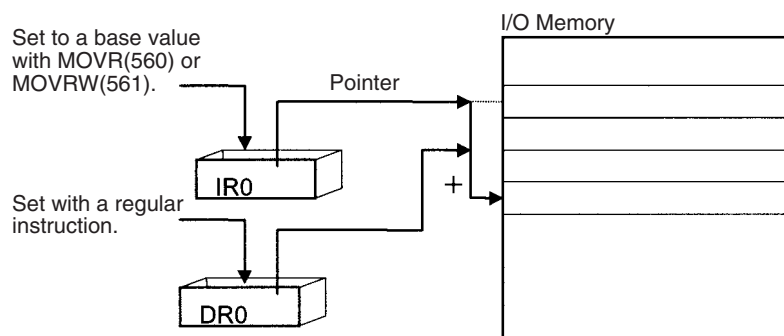 I/O Memory
Set to a base value
with MOVR(560) or
MOVRW(561).
Pointer
IR0
+
Set with a regular
instruction.
DR0